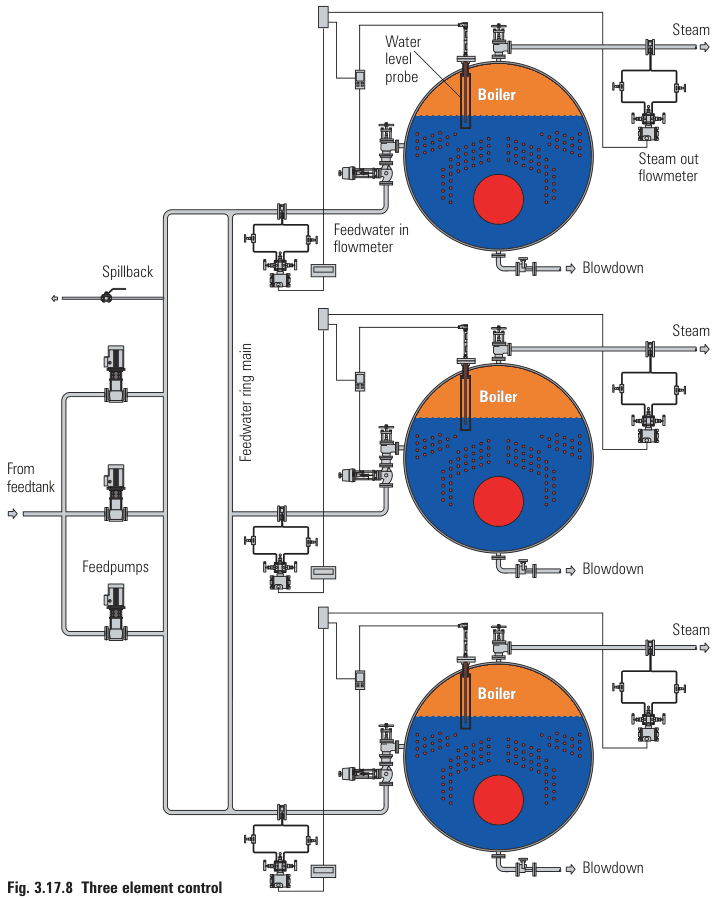 Steam
Water
level
probe
Boiler
Steam out
flowmeter
Feedwater in
flowmeter
Blowdown
Spillback
Steam
Feedwater ring main
Boiler
From
feedtank
Feedpumps
Blowdown
Steam
Boiler
Blowdown
Fig. 3.17.8 Three element control